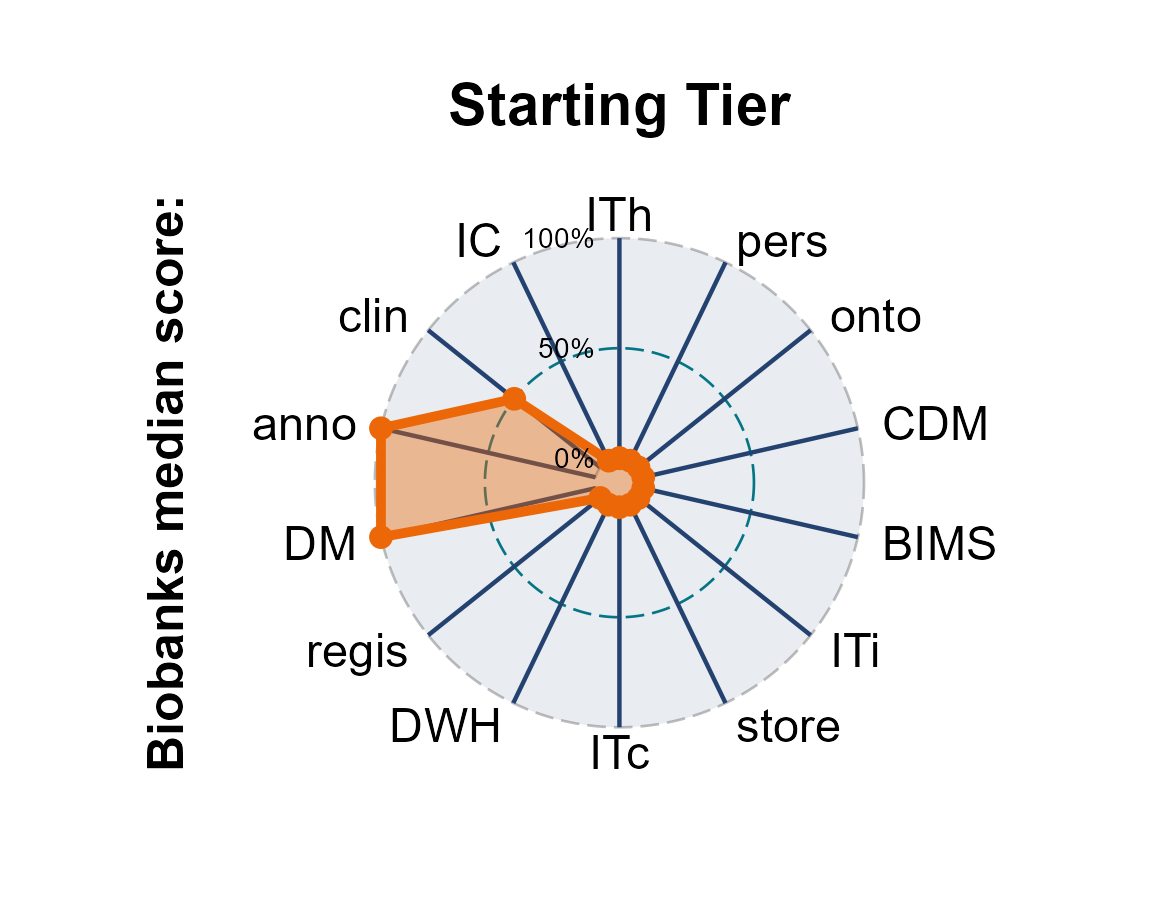 Starting Tier
Biobanks median score:
ITh
100%
IC
pers
clin
onto
50%
anno
CDM
0%
DM
BIMS
regis
ITi
DWH
store
ITc